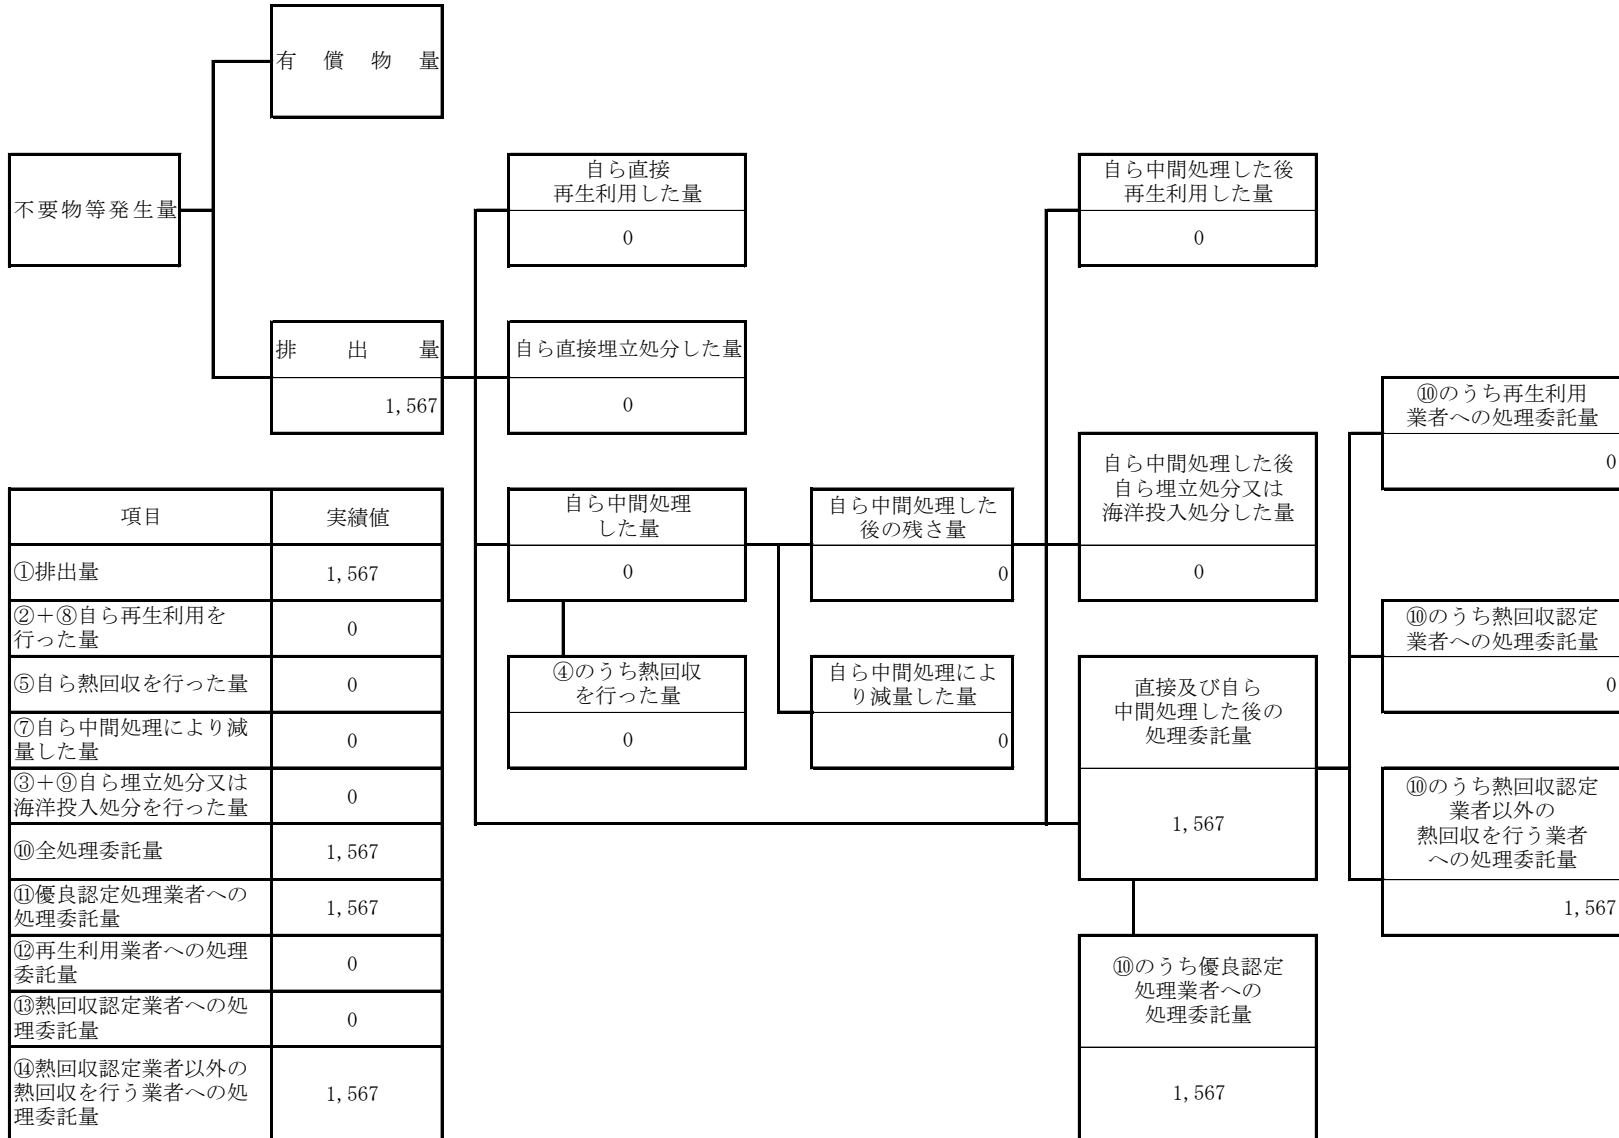 有償物量
不要物等発生量
排出量
1,567
自ら直接
再生利用した量
0
自ら直接埋立処分した量
0
自ら中間処理
した量
0
④のうち熱回収
を行った量
0
自ら中間処理した
後の残さ量
0
自ら中間処理によ
り減量した量
0
自ら中間処理した後
再生利用した量
0
自ら中間処理した後
自ら埋立処分又は
海洋投入処分した量
0
直接及び自ら
中間処理した後の
処理委託量
1,567
⑩のうち優良認定
処理業者への
処理委託量
1,567
⑩のうち再生利用
業者への処理委託量
0
⑩のうち熱回収認定
業者への処理委託量
0
⑩のうち熱回収認定
業者以外の
熱回収を行う業者
への処理委託量
1,567
項目 実績値
①排出量 1,567
②+⑧自ら再生利用を
行った量 0
⑤自ら熱回収を行った量 0
⑦自ら中間処理により減
量した量 0
③+⑨自ら埋立処分又は
海洋投入処分を行った量 0
⑩全処理委託量 1,567
⑪優良認定処理業者への
処理委託量 1,567
⑫再生利用業者への処理
委託量 0
⑬熱回収認定業者への処
理委託量 0
⑭熱回収認定業者以外の
熱回収を行う業者への処
理委託量 1,567